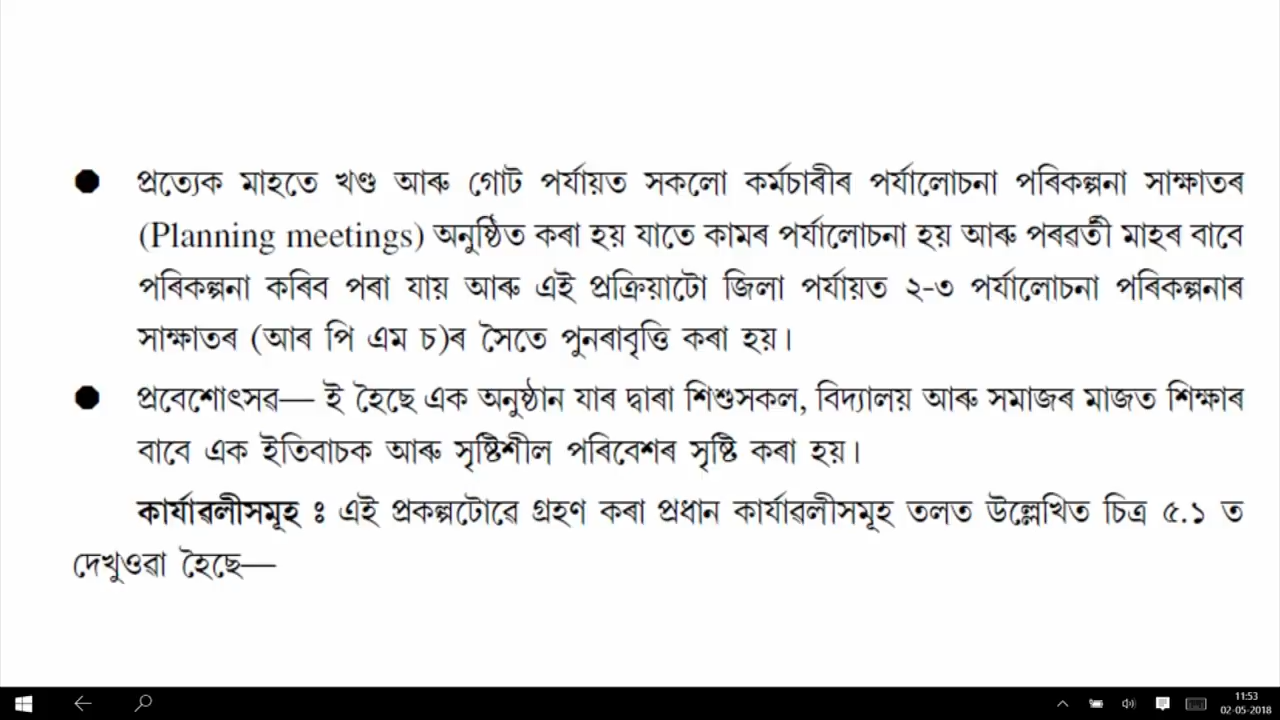 ● প্ৰত্যেক মাহতে খণ্ড আৰু গোট পৰ্যায়ত সকলো কৰ্মচাৰীৰ পৰ্যালোচনা পৰিকল্পনা সাক্ষাতৰ
(Planning meetings) অনুষ্ঠিত কৰা হয় যাতে কামৰ পৰ্যালোচনা হয় আৰু পৰৱৰ্তী মাহৰ বাবে
পৰিকল্পনা কৰিব পৰা যায় আৰু এই প্ৰক্ৰিয়াটো জিলা পৰ্যায়ত ২-৩ পৰ্যালোচনা পৰিকল্পনাৰ
সাক্ষাতৰ (আৰ পি এম চ)ৰ সৈতে পুনৰাবৃত্তি কৰা হয়।
● প্ৰবেশোৎসৱ— ই হৈছে এক অনুষ্ঠান যাৰ দ্বাৰা শিশুসকল, বিদ্যালয় আৰু সমাজৰ মাজত শিক্ষাৰ
বাবে এক ইতিবাচক আৰু সৃষ্টিশীল পৰিবেশৰ সৃষ্টি কৰা হয়।
কাৰ্যাৱলীসমূহ ঃ এই প্ৰকল্পটোৱে গ্ৰহণ কৰা প্ৰধান কাৰ্যাৱলীসমূহ তলত উল্লেখিত চিত্ৰ ৫.১ ত
দেখুওৱা হৈছে—
11:53
02-05-2018